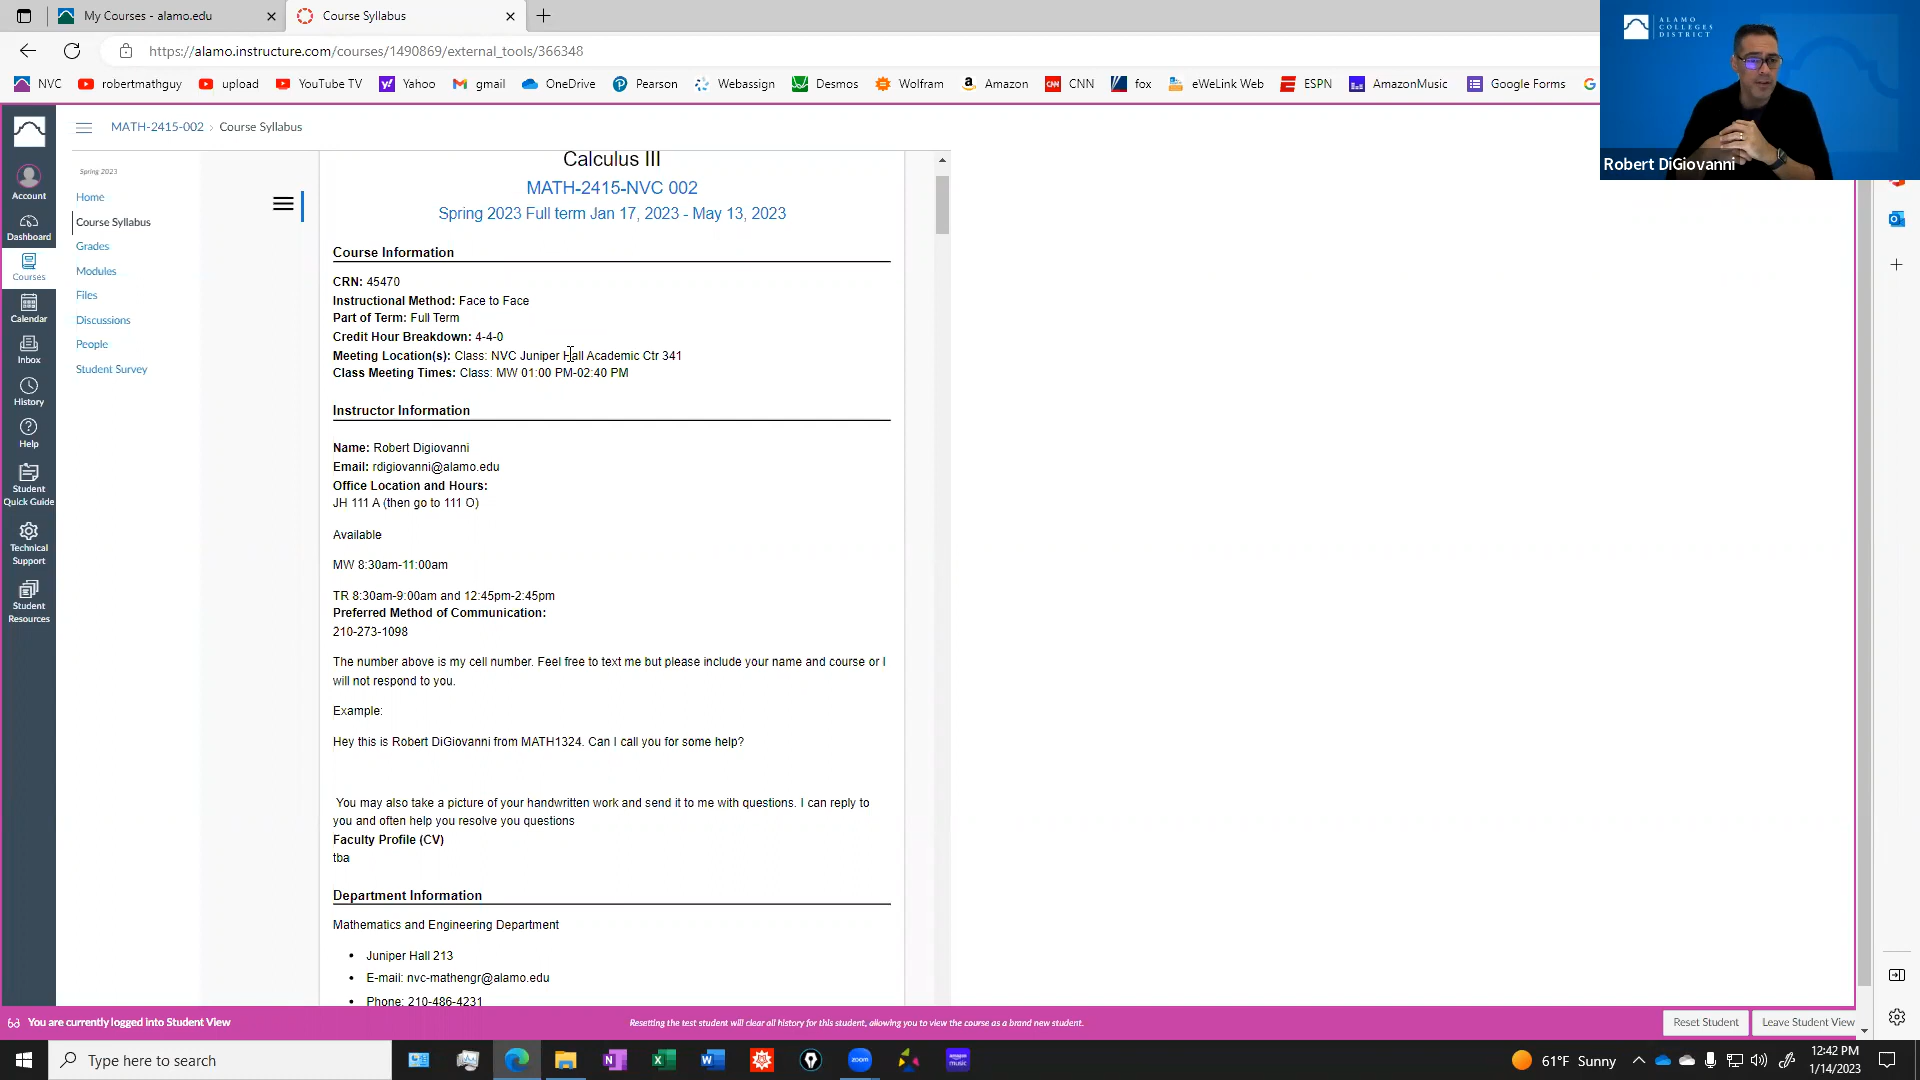 My Courses - alamo.edu
Course Syllabus
https://alamo.instructure.com/courses/1490869/external_tools/366348
NVC robertmathguy upload YouTube TV Yahoo gmail OneDrive Pearson Webassign Desmos Wolfram Amazon CNN fox eWeLink Web ESPN AmazonMusic Google Forms
ALAMO
COLLEGES
DISTRICT
Robert DiGiovanni
MATH-2415-002 › Course Syllabus
Account
Dashboard
Courses
Calendar
Inbox
History
Help
Student
Quick Guide
Technical
Support
Student
Resources
Spring 2023
Home
Course Syllabus
Grades
Modules
Files
Discussions
People
Student Survey
Calculus III
MATH-2415-NVC 002
Spring 2023 Full term Jan 17, 2023 - May 13, 2023
Course Information
CRN: 45470
Instructional Method: Face to Face
Part of Term: Full Term
Credit Hour Breakdown: 4-4-0
Meeting Location(s): Class: NVC Juniper Hall Academic Ctr 341
Class Meeting Times: Class: MW 01:00 PM-02:40 PM
Instructor Information
Name: Robert Digiovanni
Email: rdigiovanni@alamo.edu
Office Location and Hours:
JH 111 A (then go to 111 O)
Available
MW 8:30am-11:00am
TR 8:30am-9:00am and 12:45pm-2:45pm
Preferred Method of Communication:
210-273-1098
The number above is my cell number. Feel free to text me but please include your name and course or I
will not respond to you.
Example:
Hey this is Robert DiGiovanni from MATH1324. Can I call you for some help?
You may also take a picture of your handwritten work and send it to me with questions. I can reply to
you and often help you resolve you questions
Faculty Profile (CV)
tba
Department Information
Mathematics and Engineering Department
• Juniper Hall 213
• E-mail: nvc-mathengr@alamo.edu
• Phone: 210-486-4231
You are currently logged into Student View
Resetting the test student will clear all history for this student, allowing you to view the course as a brand new student.
Reset Student
Leave Student View
Type here to search
61°F Sunny
12:42 PM
1/14/2023